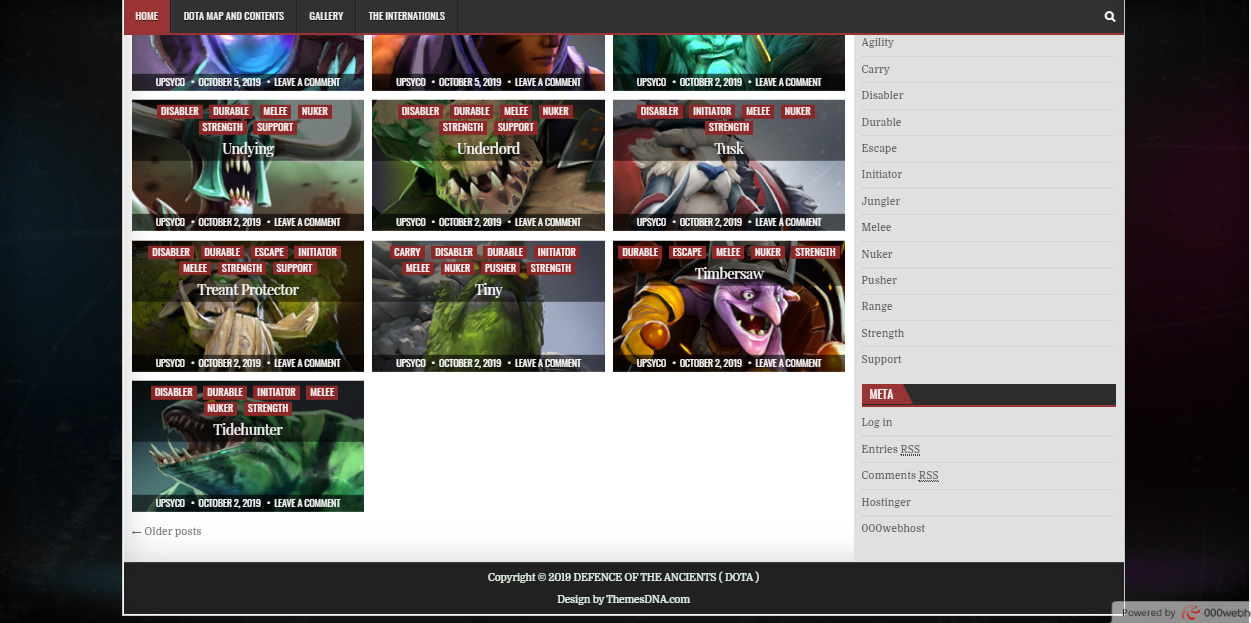 HOME DOTA MAP AND CONTENTS GALLERY THE INTERNATIONLS
UPSYCO • OCTOBER 5, 2019 • LEAVE A COMMENT
UPSYCO • OCTOBER 5, 2019 • LEAVE A COMMENT
UPSYCO • OCTOBER 2, 2019 • LEAVE A COMMENT
DISABLER DURABLE MELEE NUKER
STRENGTH SUPPORT
Undying
UPSYCO • OCTOBER 2, 2019 • LEAVE A COMMENT
DISABLER DURABLE MELEE NUKER
STRENGTH SUPPORT
Underlord
UPSYCO • OCTOBER 2, 2019 • LEAVE A COMMENT
DISABLER INITIATOR MELEE NUKER
STRENGTH
Tusk
UPSYCO • OCTOBER 2, 2019 • LEAVE A COMMENT
DISABLER DURABLE ESCAPE INITIATOR
MELEE STRENGTH SUPPORT
Treant Protector
UPSYCO • OCTOBER 2, 2019 • LEAVE A COMMENT
CARRY DISABLER DURABLE INITIATOR
MELEE NUKER PUSHER STRENGTH
Tiny
UPSYCO • OCTOBER 2, 2019 • LEAVE A COMMENT
DURABLE ESCAPE MELEE NUKER STRENGTH
Timbersaw
UPSYCO • OCTOBER 2, 2019 • LEAVE A COMMENT
DISABLER DURABLE INITIATOR MELEE
NUKER STRENGTH
Tidehunter
UPSYCO • OCTOBER 2, 2019 • LEAVE A COMMENT
← Older posts
Agility
Carry
Disabler
Durable
Escape
Initiator
Jungler
Melee
Nuker
Pusher
Range
Strength
Support
META
Log in
Entries RSS
Comments RSS
Hostinger
000webhost
Copyright © 2019 DEFENCE OF THE ANCIENTS ( DOTA )
Design by ThemesDNA.com
Powered by 000webh